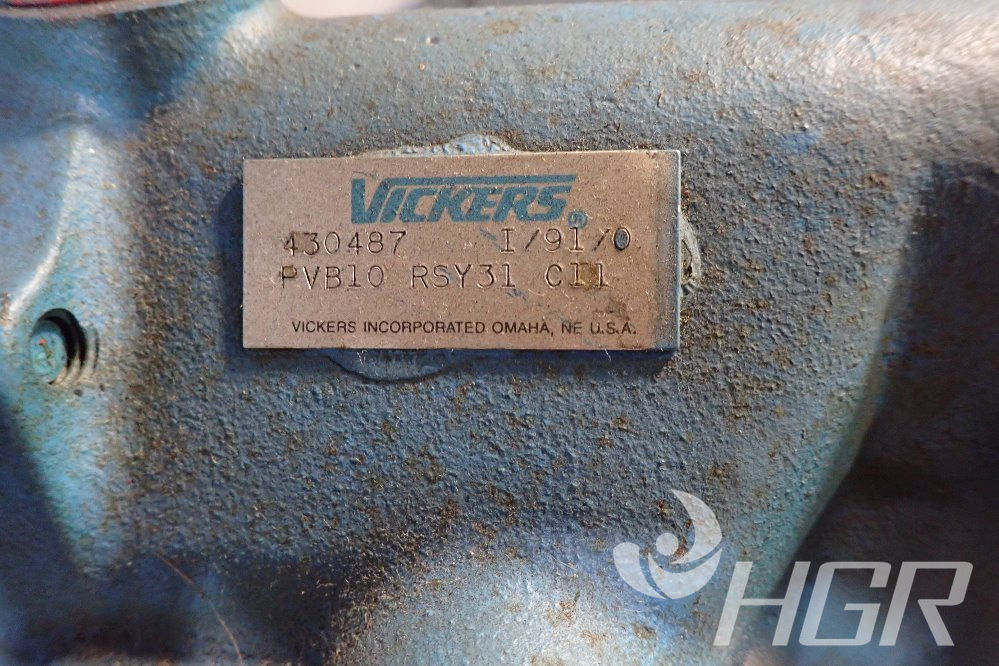 VICKERS®
430487 I/91/0
PVB10 RSY31 CI1
VICKERS INCORPORATED OMAHA, NE U.S.A.
HGR